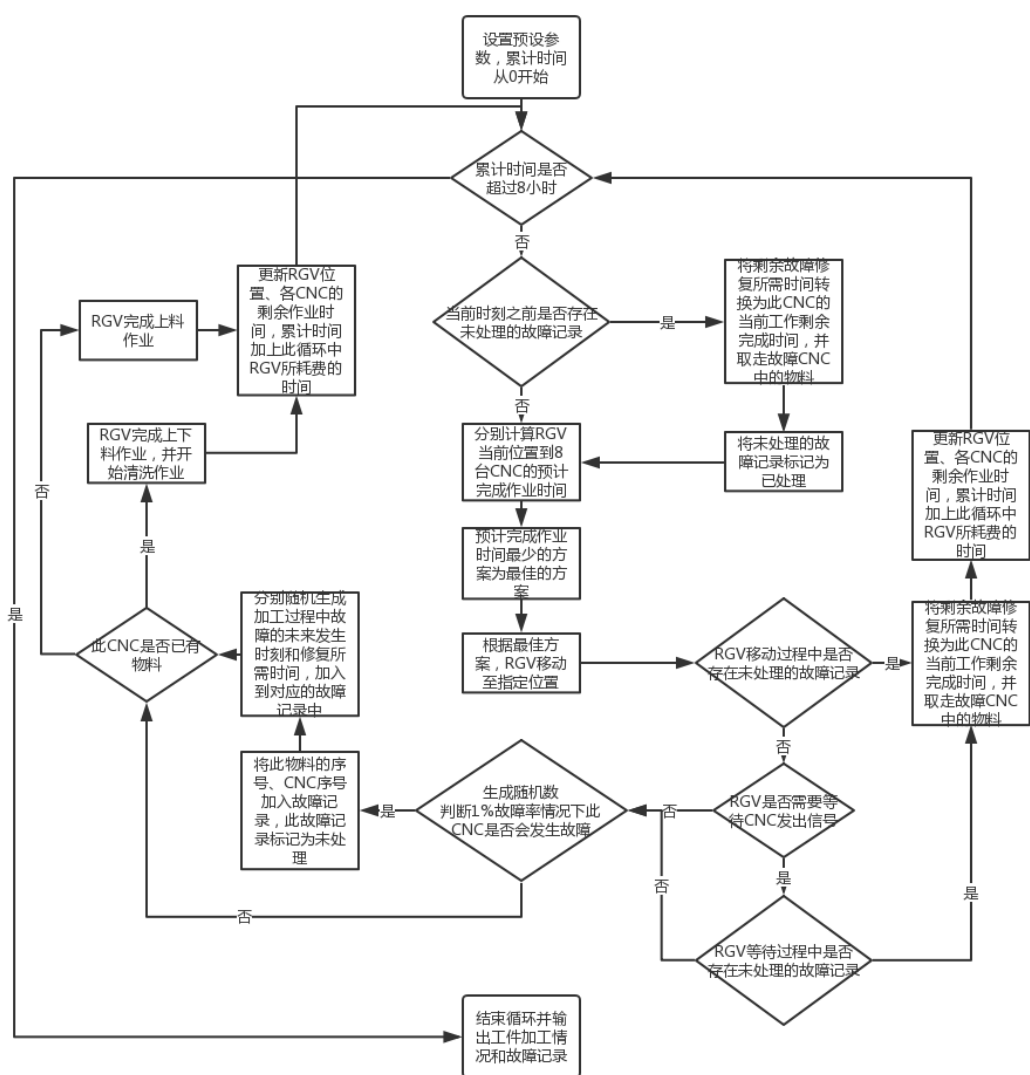 设置预设参
数，累计时间
从0开始
累计时间是否
超过8小时
否
更新RGV位
置、各CNC的
剩余作业时
间，累计时间
加上此循环中
RGV所耗费的
时间
RGV完成上料
作业
当前时刻之前是否存在
未处理的故障记录
是
将剩余故障修
复所需时间转
换为此CNC的
当前工作剩余
完成时间，并
取走故障CNC
中的物料
否
RGV完成上下
料作业，并开
始清洗作业
分别计算RGV
当前位置到8
台CNC的预计
完成作业时间
将未处理的故
障记录标记为
已处理
更新RGV位
置、各CNC的
剩余作业时
间，累计时间
加上此循环中
RGV所耗费的
时间
否
是
预计完成作业
时间最少的方
案为最佳的方
案
是
此CNC是否已有
物料
分别随机生成
加工过程中故
障的未来发生
时刻和修复所
需时间，加入
到对应的故障
记录中
根据最佳方
案，RGV移动
至指定位置
RGV移动过程中是否
存在未处理的故障记录
是
将剩余故障修
复所需时间转
换为此CNC的
当前工作剩余
完成时间，并
取走故障CNC
中的物料
否
将此物料的序
号、CNC序号
加入故障记
录，此故障记
录标记为未处
理
是
生成随机数
判断1%故障率情况下此
CNC是否会发生故障
否
RGV是否需要等
待CNC发出信号
是
否
否
是
RGV等待过程中是否
存在未处理的故障记录
结束循环并输
出工件加工情
况和故障记录